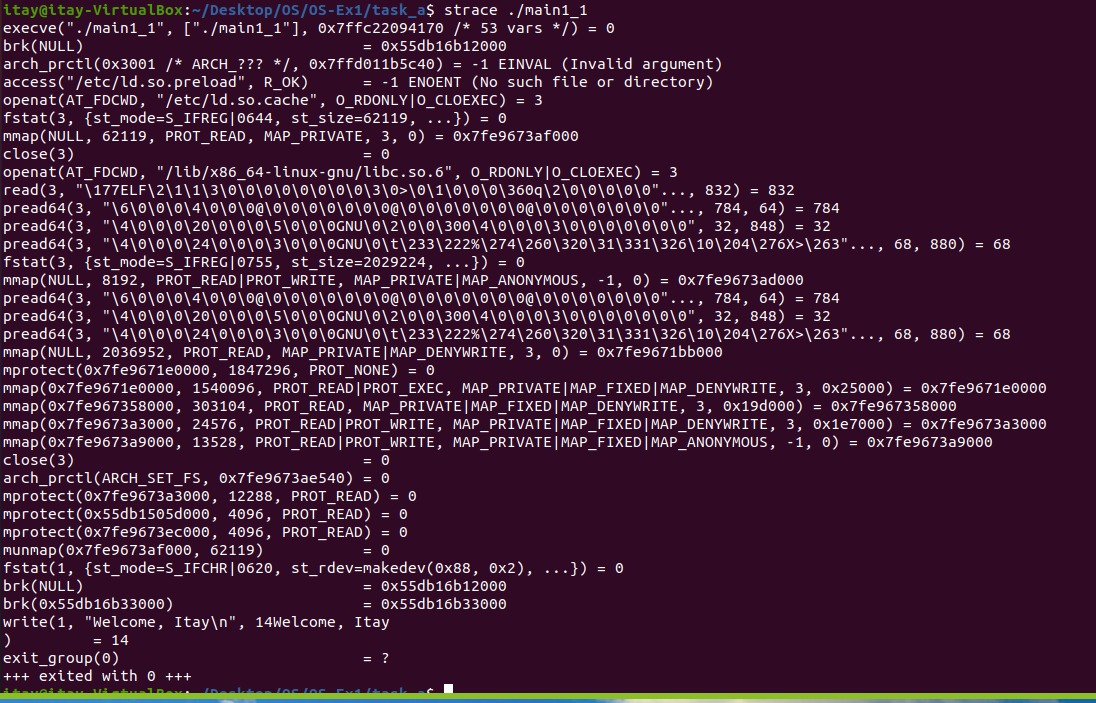 itay@itay-VirtualBox:~/Desktop/OS/OS-Ex1/task_a$ strace ./main1_1
execve("./main1_1", ["./main1_1"], 0x7ffc22094170 /* 53 vars */) = 0
brk(NULL)                               = 0x55db16b12000
arch_prctl(0x3001 /* ARCH_??? */, 0x7ffd011b5c40) = -1 EINVAL (Invalid argument)
access("/etc/ld.so.preload", R_OK)      = -1 ENOENT (No such file or directory)
openat(AT_FDCWD, "/etc/ld.so.cache", O_RDONLY|O_CLOEXEC) = 3
fstat(3, {st_mode=S_IFREG|0644, st_size=62119, ...}) = 0
mmap(NULL, 62119, PROT_READ, MAP_PRIVATE, 3, 0) = 0x7fe9673af000
close(3)                                = 0
openat(AT_FDCWD, "/lib/x86_64-linux-gnu/libc.so.6", O_RDONLY|O_CLOEXEC) = 3
read(3, "\177ELF\2\1\1\3\0\0\0\0\0\0\0\0\3\0>\0\1\0\0\0\360q\2\0\0\0\0\0"..., 832) = 832
pread64(3, "\6\0\0\0\4\0\0\0@\0\0\0\0\0\0\0@\0\0\0\0\0\0\0@\0\0\0\0\0\0\0"..., 784, 64) = 784
pread64(3, "\4\0\0\0\20\0\0\0\5\0\0\0GNU\0\2\0\0\300\4\0\0\0\3\0\0\0\0\0\0\0", 32, 848) = 32
pread64(3, "\4\0\0\0\24\0\0\0\3\0\0\0GNU\0\t\233\222%\274\260\320\31\331\326\10\204\276X>\263"..., 68, 880) = 68
fstat(3, {st_mode=S_IFREG|0755, st_size=2029224, ...}) = 0
mmap(NULL, 8192, PROT_READ|PROT_WRITE, MAP_PRIVATE|MAP_ANONYMOUS, -1, 0) = 0x7fe9673ad000
pread64(3, "\6\0\0\0\4\0\0\0@\0\0\0\0\0\0\0@\0\0\0\0\0\0\0@\0\0\0\0\0\0\0"..., 784, 64) = 784
pread64(3, "\4\0\0\0\20\0\0\0\5\0\0\0GNU\0\2\0\0\300\4\0\0\0\3\0\0\0\0\0\0\0", 32, 848) = 32
pread64(3, "\4\0\0\0\24\0\0\0\3\0\0\0GNU\0\t\233\222%\274\260\320\31\331\326\10\204\276X>\263"..., 68, 880) = 68
mmap(NULL, 2036952, PROT_READ, MAP_PRIVATE|MAP_DENYWRITE, 3, 0) = 0x7fe9671bb000
mprotect(0x7fe9671e0000, 1847296, PROT_NONE) = 0
mmap(0x7fe9671e0000, 1540096, PROT_READ|PROT_EXEC, MAP_PRIVATE|MAP_FIXED|MAP_DENYWRITE, 3, 0x25000) = 0x7fe9671e0000
mmap(0x7fe967358000, 303104, PROT_READ, MAP_PRIVATE|MAP_FIXED|MAP_DENYWRITE, 3, 0x19d000) = 0x7fe967358000
mmap(0x7fe9673a3000, 24576, PROT_READ|PROT_WRITE, MAP_PRIVATE|MAP_FIXED|MAP_DENYWRITE, 3, 0x1e7000) = 0x7fe9673a3000
mmap(0x7fe9673a9000, 13528, PROT_READ|PROT_WRITE, MAP_PRIVATE|MAP_FIXED|MAP_ANONYMOUS, -1, 0) = 0x7fe9673a9000
close(3)                                = 0
arch_prctl(ARCH_SET_FS, 0x7fe9673ae540) = 0
mprotect(0x7fe9673a3000, 12288, PROT_READ) = 0
mprotect(0x55db1505d000, 4096, PROT_READ) = 0
mprotect(0x7fe9673ec000, 4096, PROT_READ) = 0
munmap(0x7fe9673af000, 62119)           = 0
fstat(1, {st_mode=S_IFCHR|0620, st_rdev=makedev(0x88, 0x2), ...}) = 0
brk(NULL)                               = 0x55db16b12000
brk(0x55db16b33000)                     = 0x55db16b33000
write(1, "Welcome, Itay\n", 14Welcome, Itay
)         = 14
exit_group(0)                           = ?
+++ exited with 0 +++
itay@itay-VirtualBox:~/Desktop/OS/OS-Ex1/task_a$